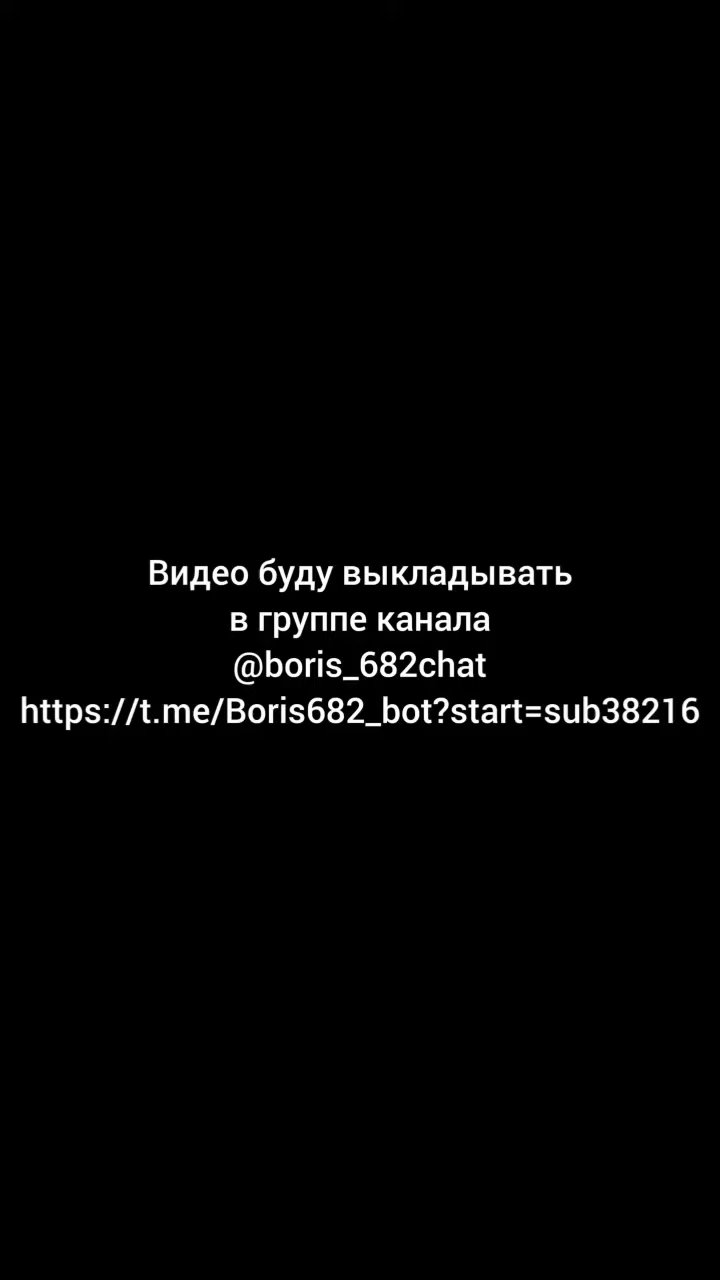 Видео буду выкладывать
в группе канала
@boris_682chat
https://t.me/Boris682_bot?start=sub38216